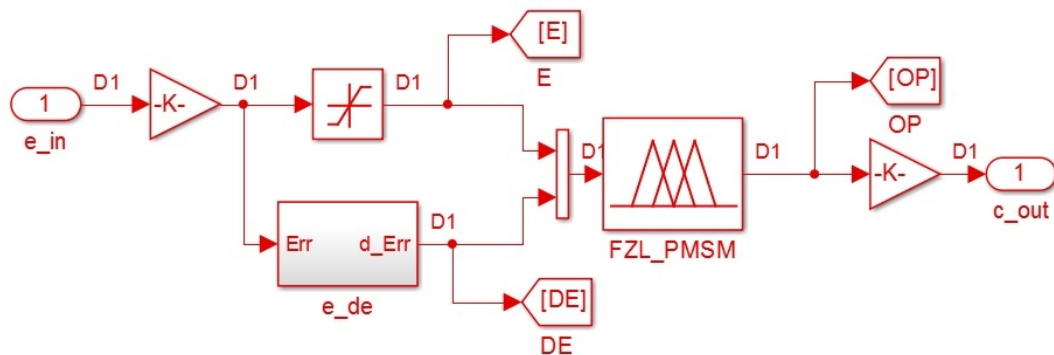 [E]
E
D1
1
e_in
-K-
D1
D1
[OP]
OP
D1
FZL_PMSM
D1
-K-
D1
1
c_out
Err
d_Err
e_de
D1
[DE]
DE